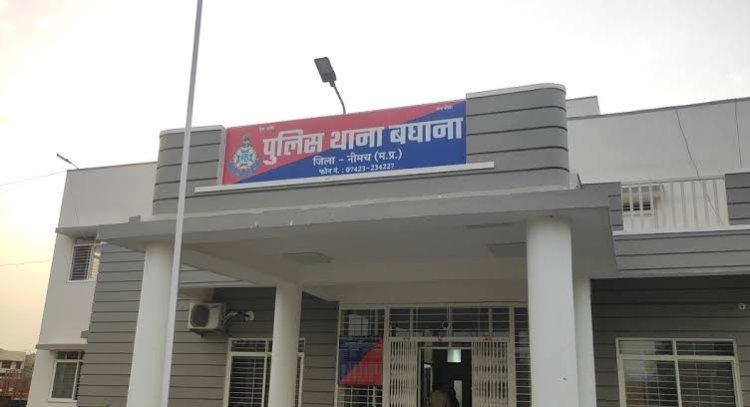 पुलिस थाना बघाना
जिला - नीमच (म.प्र.)
फोन नं. : 07423-234227